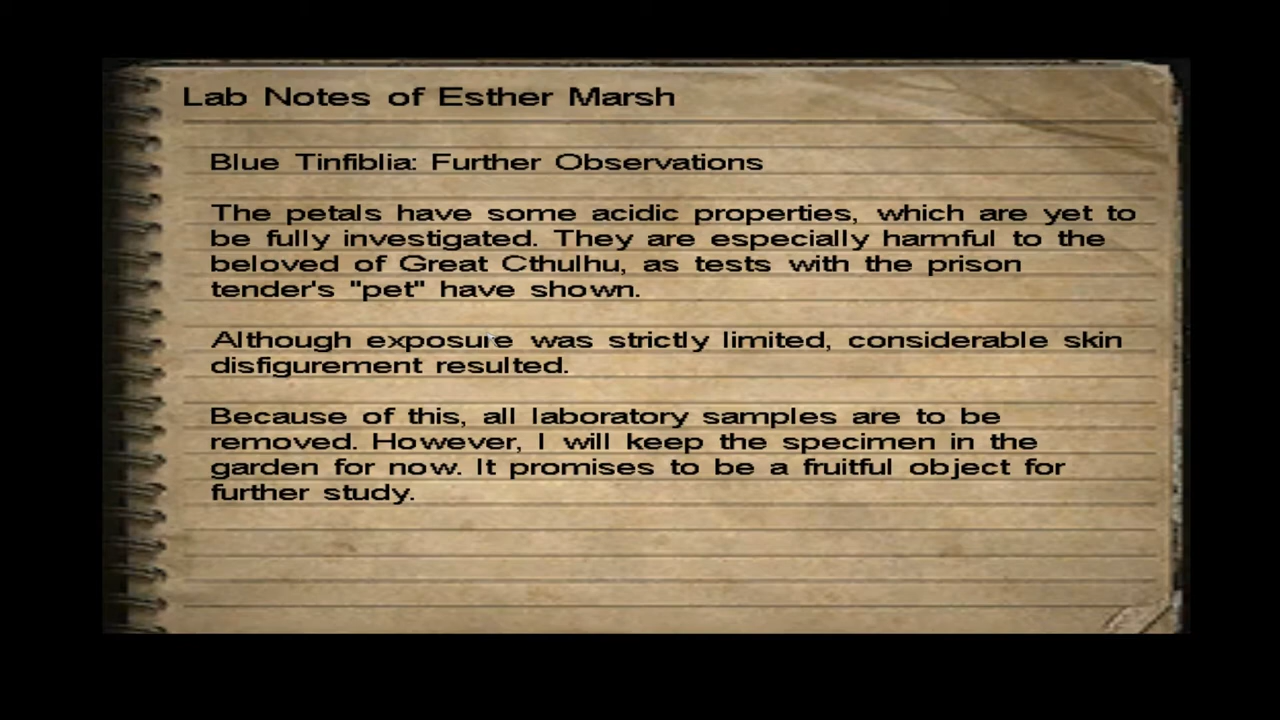 Lab Notes of Esther Marsh
Blue Tinfiblia: Further Observations
The petals have some acidic properties, which are yet to
be fully investigated. They are especially harmful to the
beloved of Great Cthulhu, as tests with the prison
tender's "pet" have shown.
Although exposure was strictly limited, considerable skin
disfigurement resulted.
Because of this, all laboratory samples are to be
removed. However, I will keep the specimen in the
garden for now. It promises to be a fruitful object for
further study.